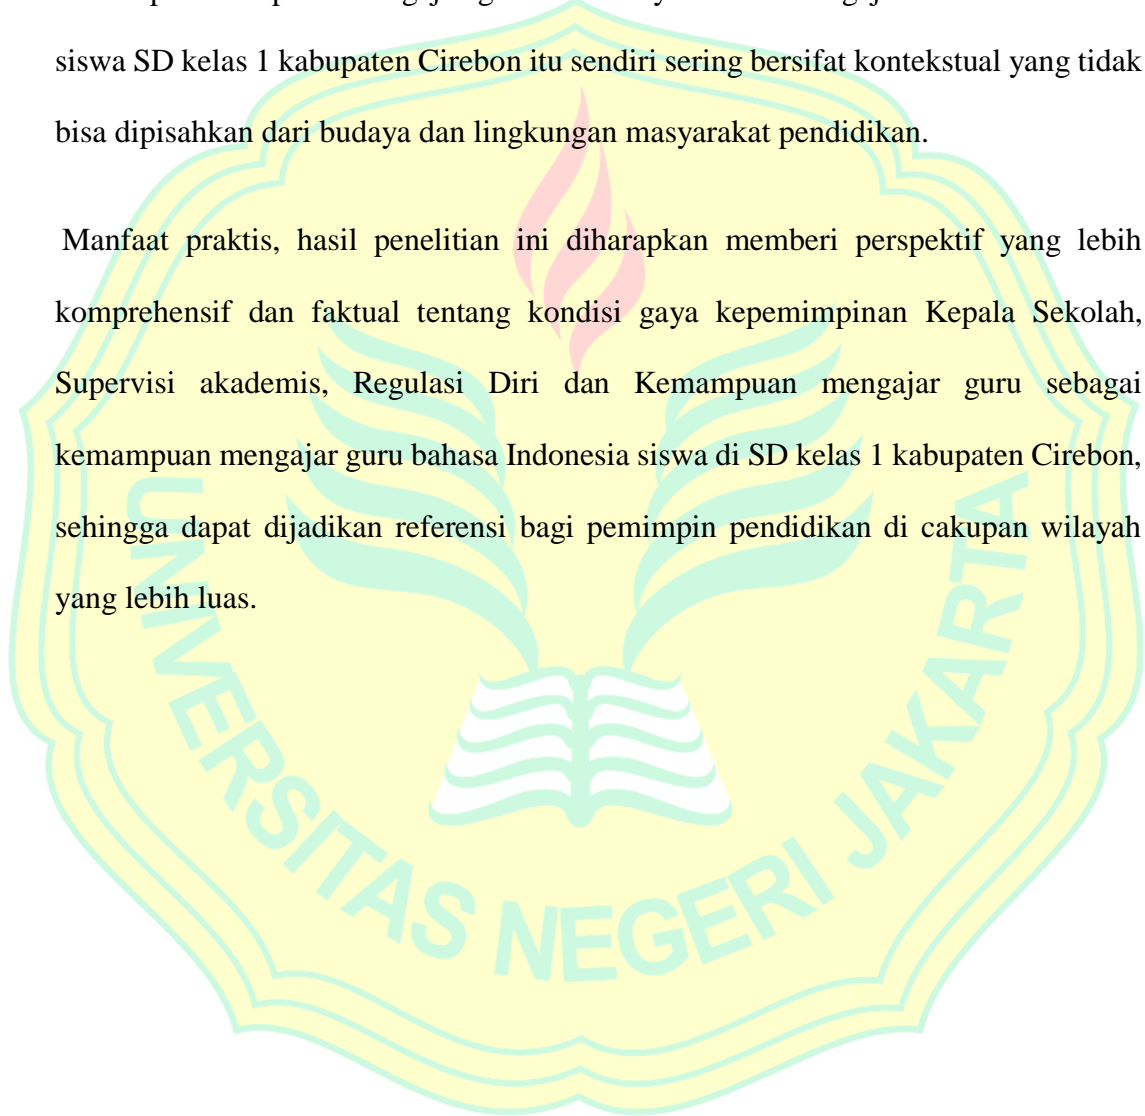 siswa SD kelas 1 kabupaten Cirebon itu sendiri sering bersifat kontekstual yang tidak
bisa dipisahkan dari budaya dan lingkungan masyarakat pendidikan.
Manfaat praktis, hasil penelitian ini diharapkan memberi perspektif yang lebih
komprehensif dan faktual tentang kondisi gaya kepemimpinan Kepala Sekolah,
Supervisi akademis, Regulasi Diri dan Kemampuan mengajar guru sebagai
kemampuan mengajar guru bahasa Indonesia siswa di SD kelas 1 kabupaten Cirebon,
sehingga dapat dijadikan referensi bagi pemimpin pendidikan di cakupan wilayah
yang lebih luas.
UNIVERSITAS NEGERI JAKARTA